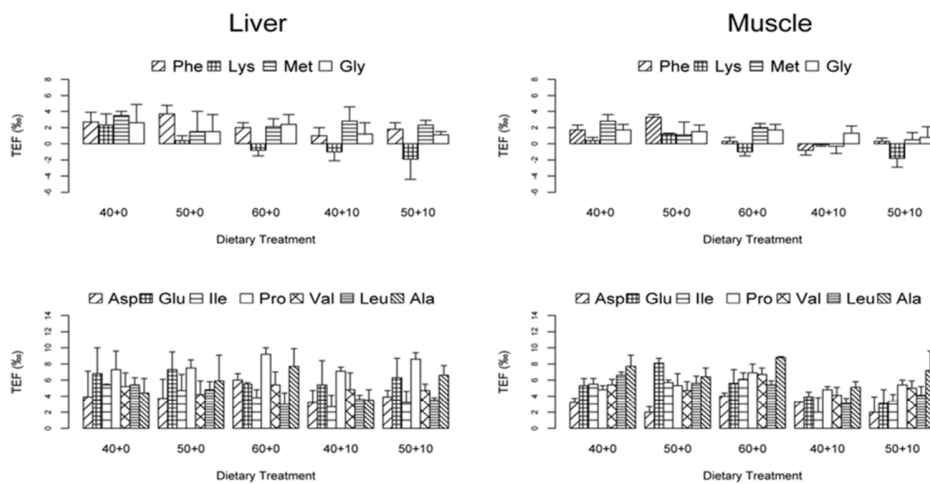 Liver
Muscle
Phe Lys Met Gly
Phe Lys Met Gly
TEF (‰)
8
6
4
2
0
-2
-4
-6
TEF (‰)
8
6
4
2
0
-2
-4
-6
40+0 50+0 60+0 40+10 50+10
40+0 50+0 60+0 40+10 50+10
Dietary Treatment
Dietary Treatment
Asp Glu Ile Pro Val Leu Ala
Asp Glu Ile Pro Val Leu Ala
TEF (‰)
14
12
10
8
6
4
2
0
TEF (‰)
14
12
10
8
6
4
2
0
40+0 50+0 60+0 40+10 50+10
40+0 50+0 60+0 40+10 50+10
Dietary Treatment
Dietary Treatment